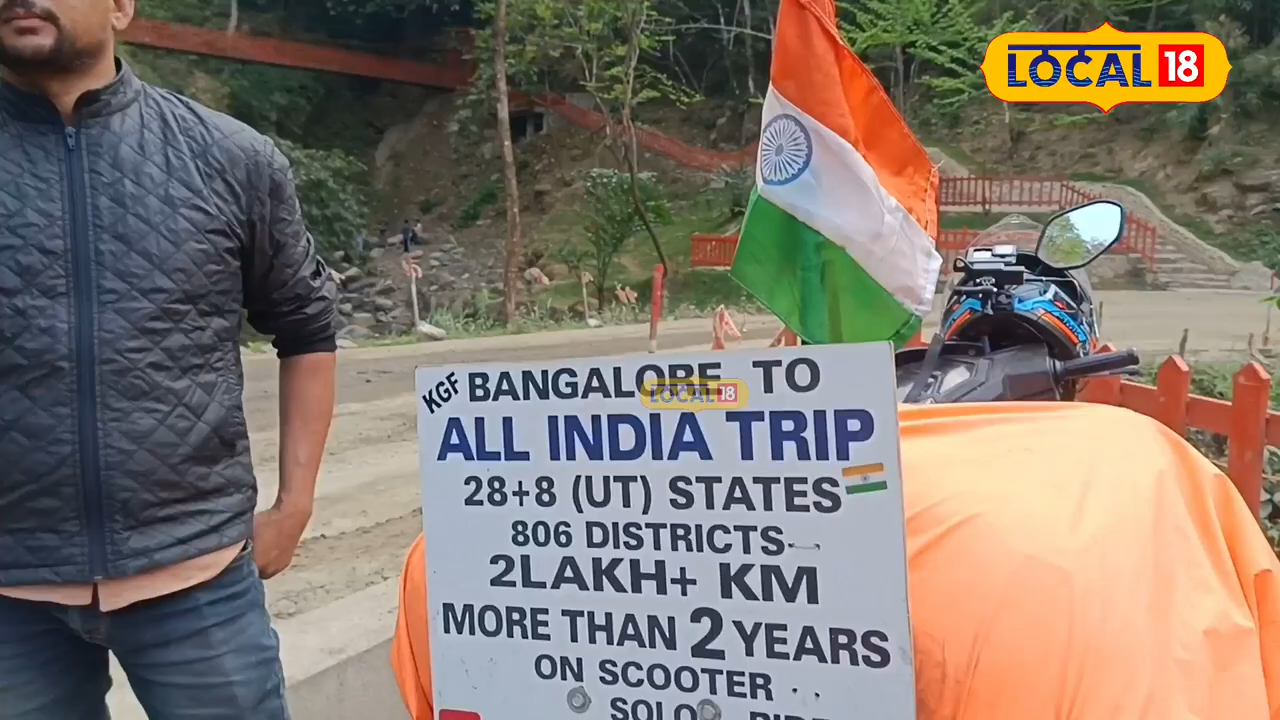 LOCAL 18
KGF BANGALORE TO
LOCAL 18
ALL INDIA TRIP
28+8 (UT) STATES
806 DISTRICTS
2LAKH+ KM
MORE THAN 2 YEARS
ON SCOOTER
SOLO